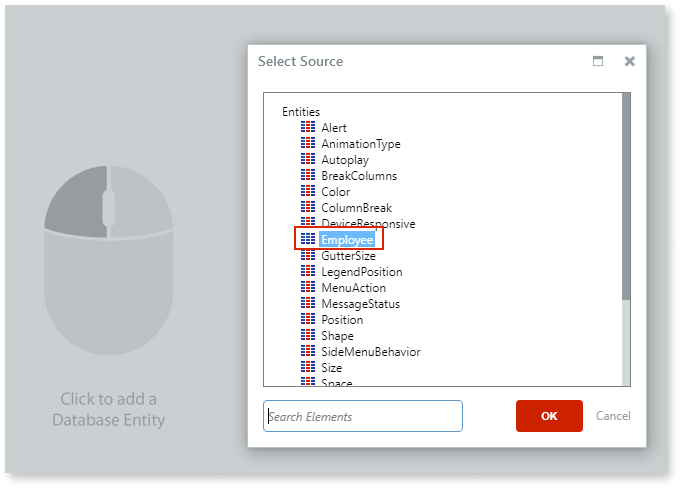 Select Source
Entities
Alert
AnimationType
Autoplay
BreakColumns
Color
ColumnBreak
DeviceResponsive
Employee
GutterSize
LegendPosition
MenuAction
MessageStatus
Position
Shape
SideMenuBehavior
Size
Space
Search Elements
OK Cancel
Click to add a
Database Entity